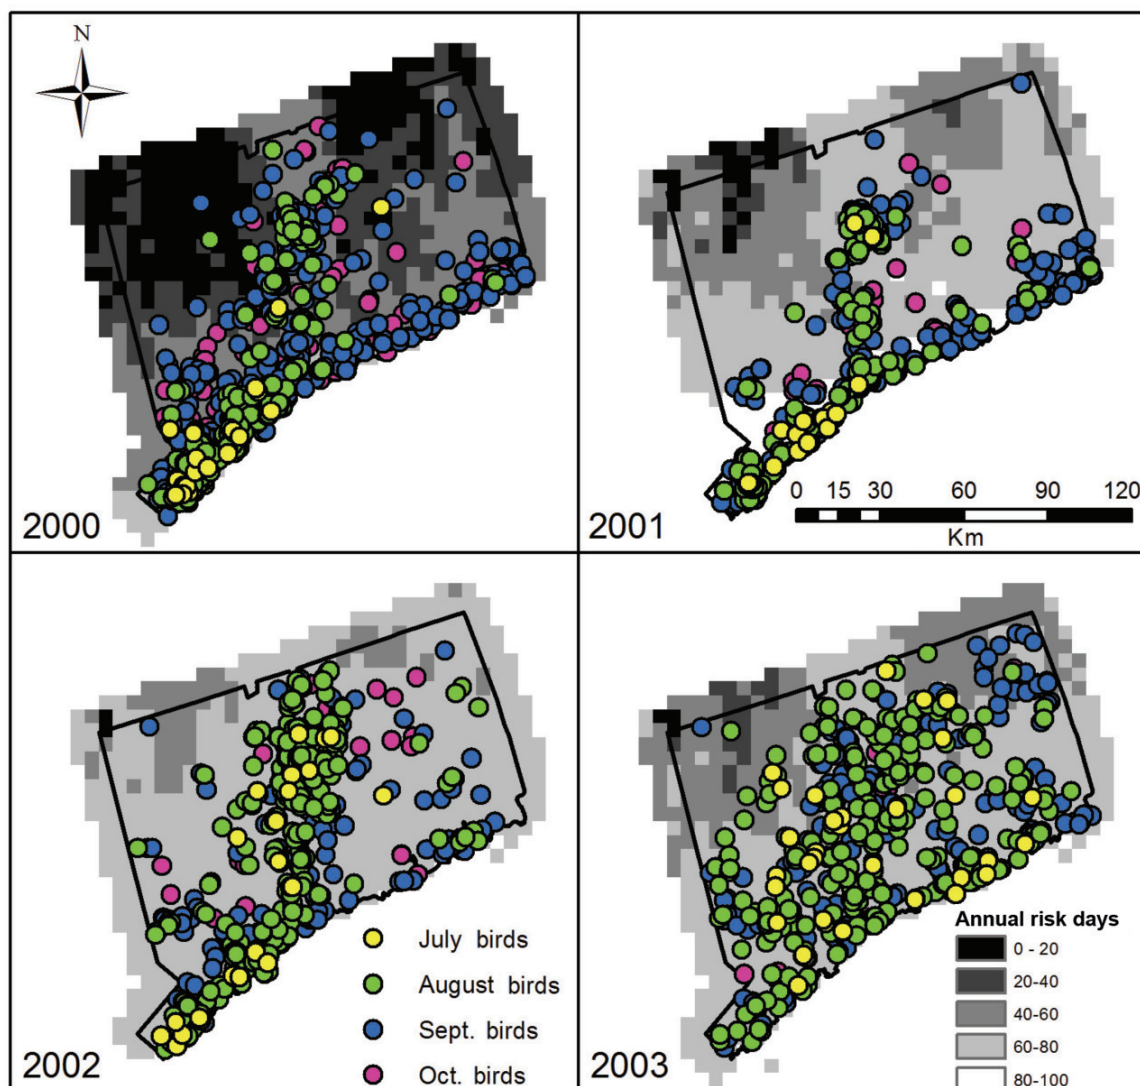 N
2000
2001
0 15 30 60 90 120
Km
2002
July birds
August birds
Sept. birds
Oct. birds
2003
Annual risk days
0 - 20
20-40
40-60
60-80
80-100